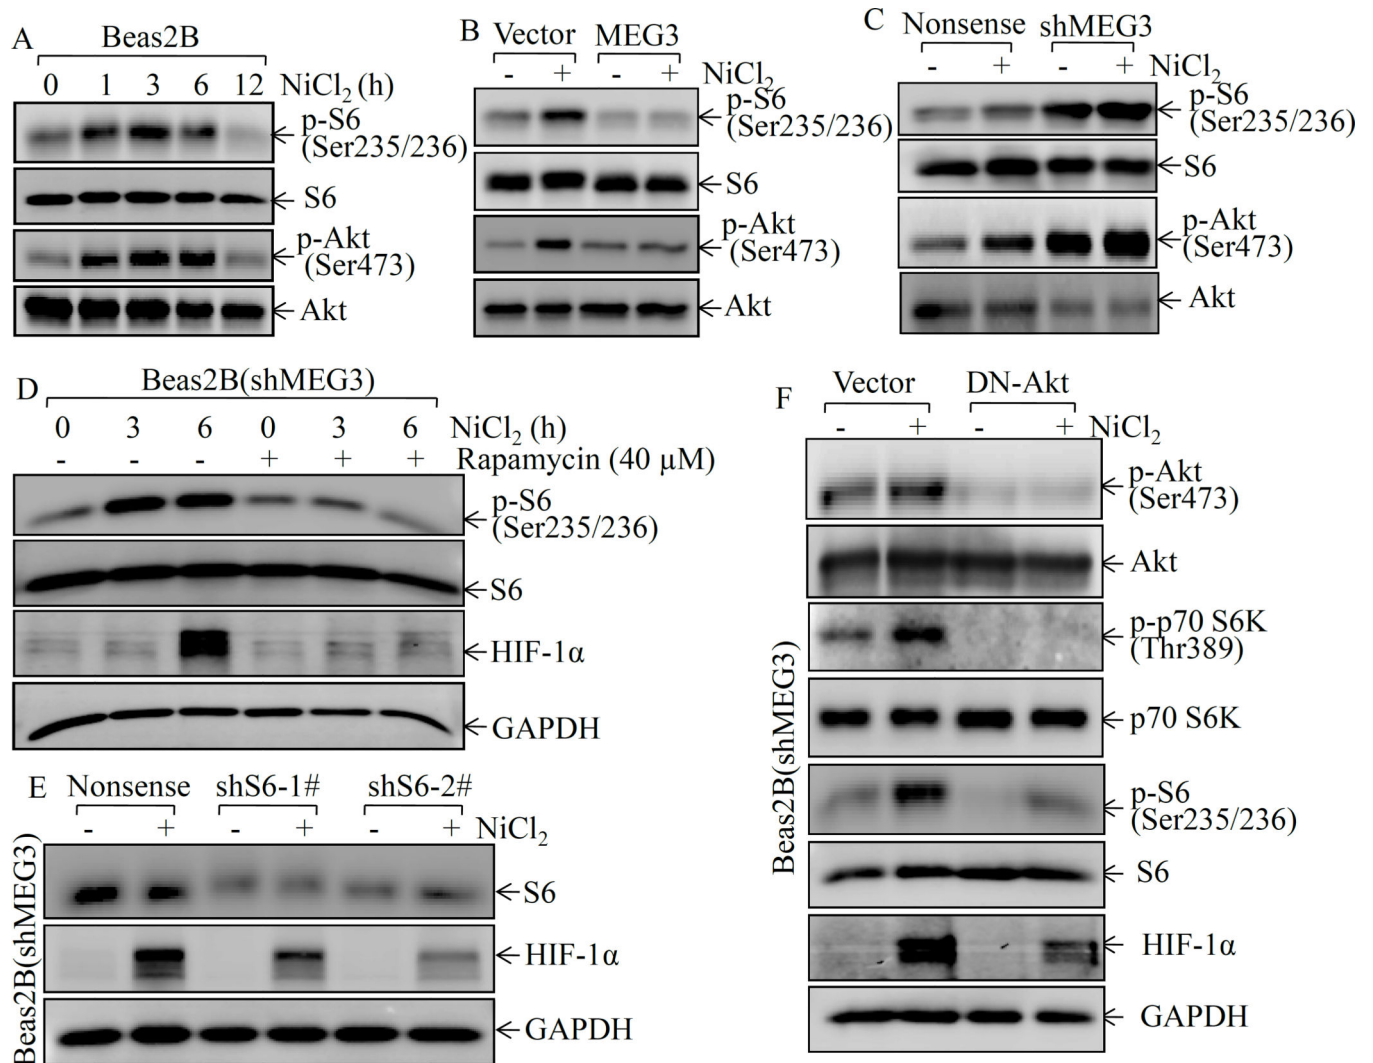 A
Beas2B
0 1 3 6 12 NiCl2 (h)
p-S6
(Ser235/236)
S6
p-Akt
(Ser473)
Akt
B
Vector MEG3
- + - + NiCl2
p-S6
(Ser235/236)
S6
p-Akt
(Ser473)
Akt
C
Nonsense shMEG3
- + - + NiCl2
p-S6
(Ser235/236)
S6
p-Akt
(Ser473)
Akt
D
Beas2B(shMEG3)
0 3 6 0 3 6 NiCl2 (h)
- - - + + + Rapamycin (40 µM)
p-S6
(Ser235/236)
S6
HIF-1α
GAPDH
E
Nonsense shS6-1# shS6-2#
- + - + - + NiCl2
Beas2B(shMEG3)
S6
HIF-1α
GAPDH
F
Vector DN-Akt
- + - + NiCl2
Beas2B(shMEG3)
p-Akt
(Ser473)
Akt
p-p70 S6K
(Thr389)
p70 S6K
p-S6
(Ser235/236)
S6
HIF-1α
GAPDH